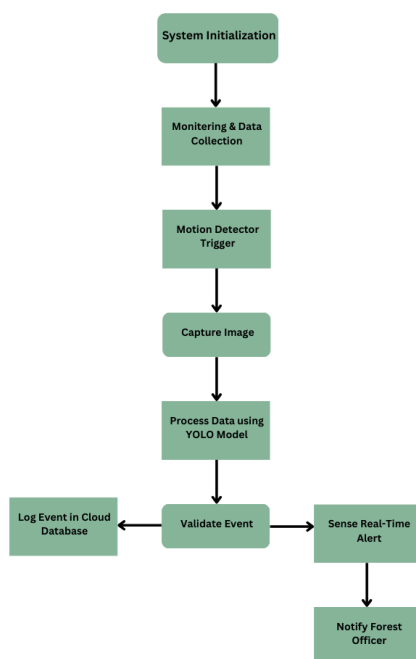 System Initialization
Monitering & Data
Collection
Motion Detector
Trigger
Capture Image
Process Data using
YOLO Model
Log Event in Cloud
Database
Validate Event
Sense Real-Time
Alert
Notify Forest
Officer